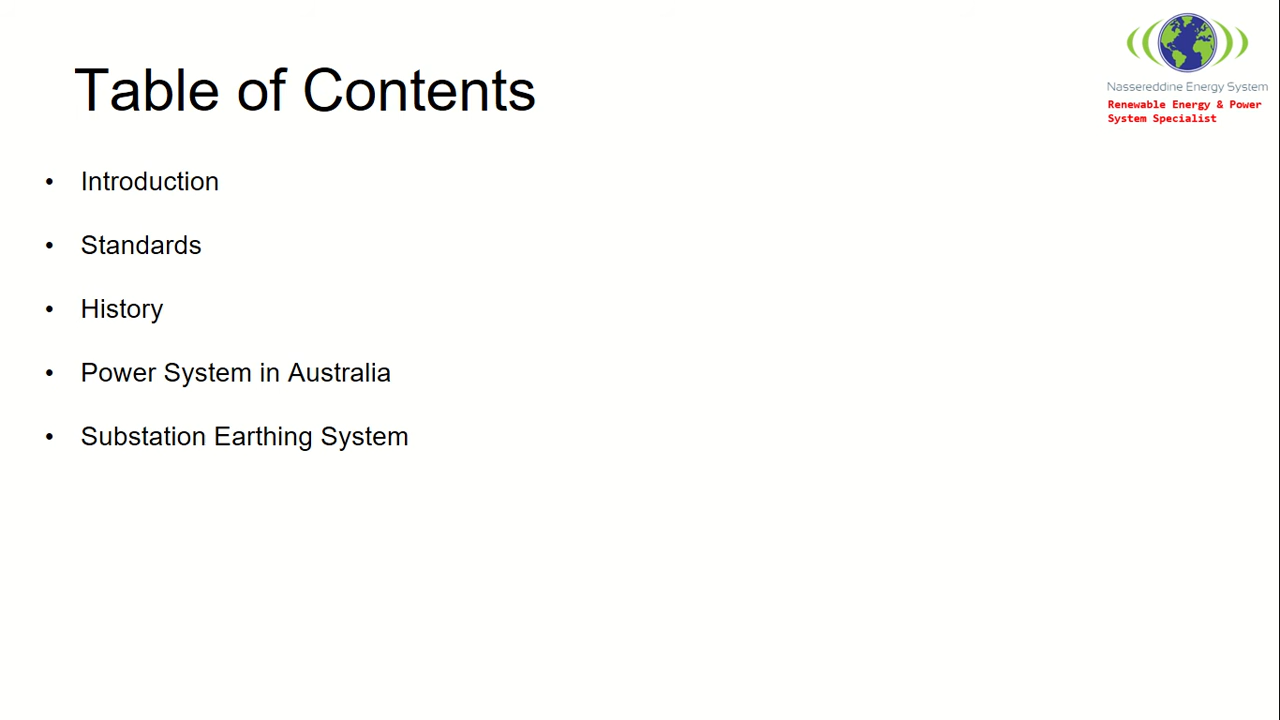 Table of Contents
Nassereddine Energy System
Renewable Energy & Power
System Specialist
• Introduction
• Standards
• History
• Power System in Australia
• Substation Earthing System